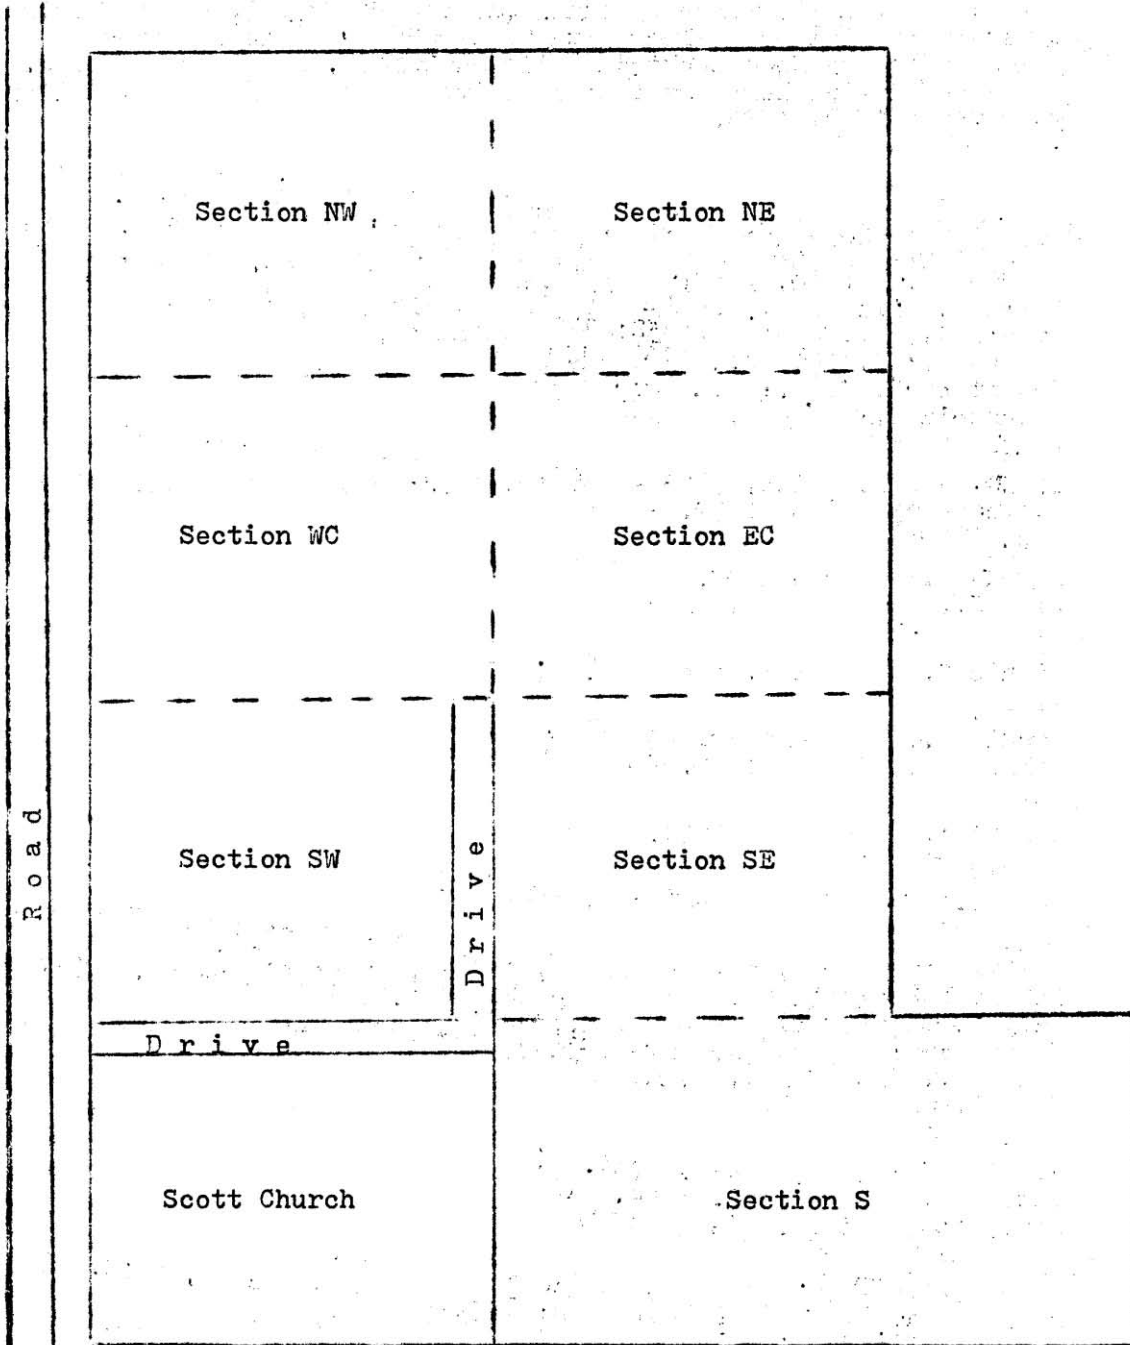 Section NW
Section NE
Section WC
Section EC
Road
Section SW
Drive
Section SE
Drive
Scott Church
Section S